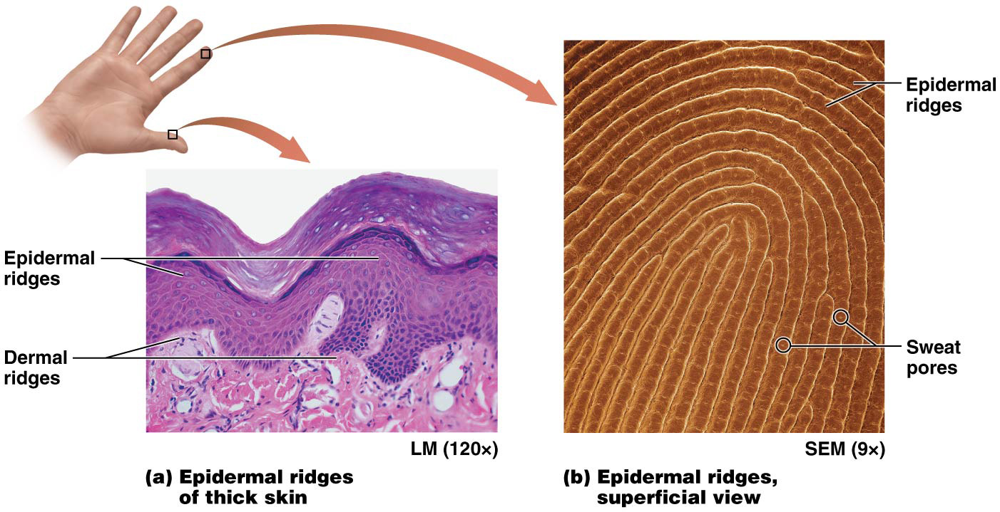 Epidermal
ridges
Dermal
ridges
LM (120×)
(a) Epidermal ridges
of thick skin
Epidermal
ridges
Sweat
pores
SEM (9×)
(b) Epidermal ridges,
superficial view